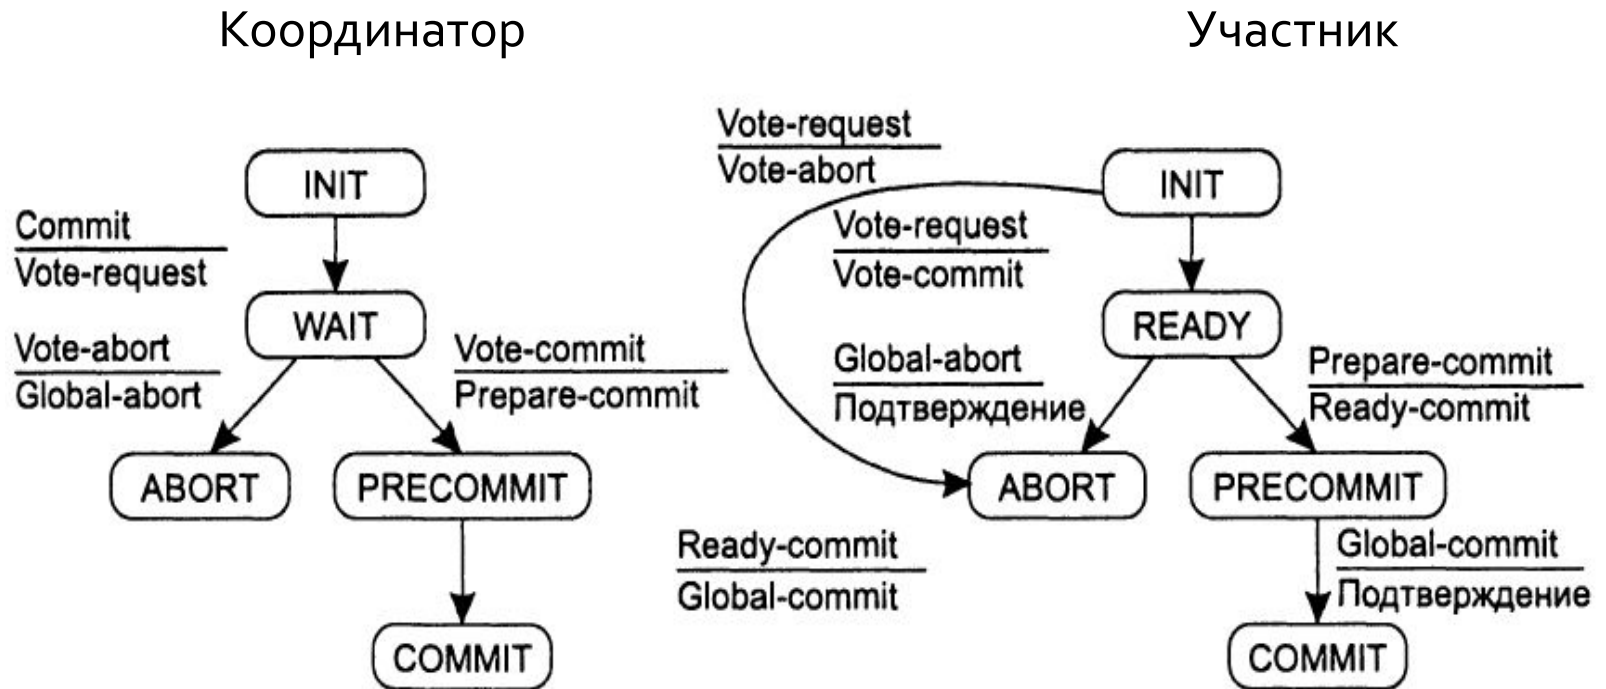 Координатор
Участник
INIT
Commit
Vote-request
WAIT
Vote-abort
Global-abort
Vote-commit
Prepare-commit
ABORT
PRECOMMIT
Ready-commit
Global-commit
COMMIT
Vote-request
Vote-abort
INIT
Vote-request
Vote-commit
READY
Global-abort
Подтверждение
Prepare-commit
Ready-commit
ABORT
PRECOMMIT
Global-commit
Подтверждение
COMMIT